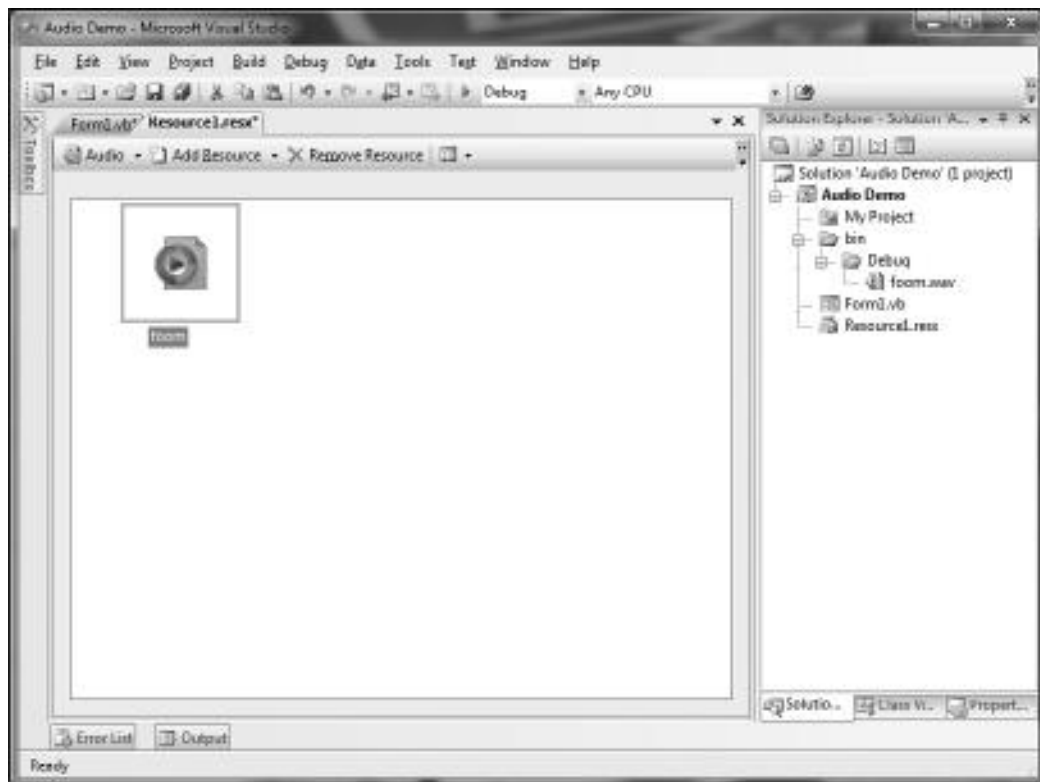 Audio Demo - Microsoft Visual Studio
File Edit View Project Build Debug Data Tools Test Window Help
Debug Any CPU
Toolbox
Form1.vb* Resource1.resx*
Audio Add Resource Remove Resource
foom
Solution Explorer - Solution 'A...
Solution 'Audio Demo' (1 project)
Audio Demo
My Project
bin
Debug
foom.wav
Form1.vb
Resource1.resx
Solutio... Class Vi... Propert...
Error List Output
Ready